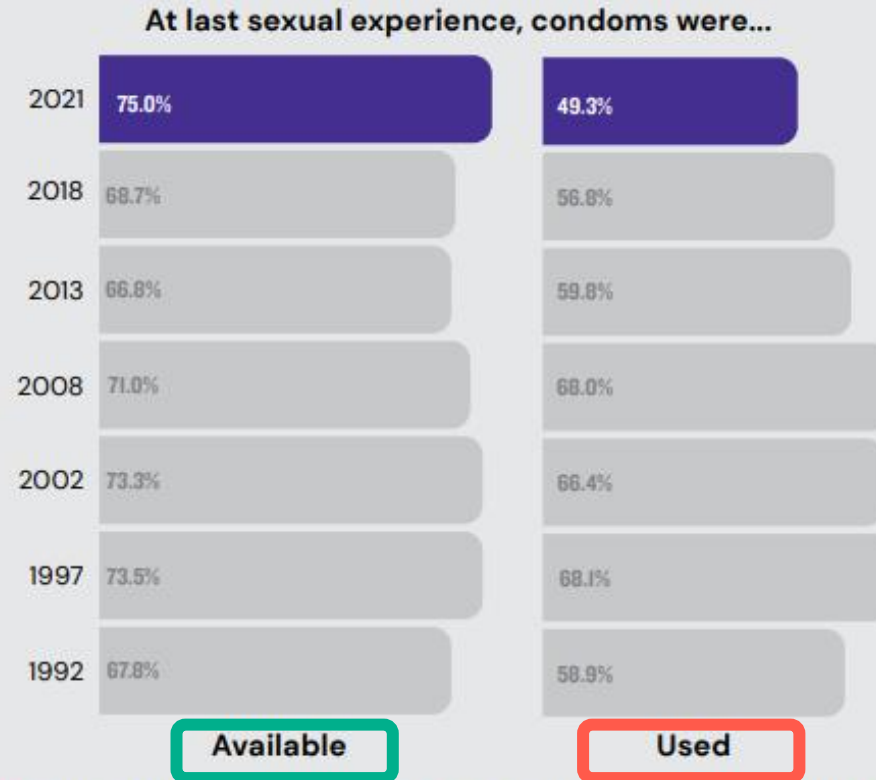 At last sexual experience, condoms were...
2021 75.0% 49.3%
2018 68.7% 56.8%
2013 66.8% 59.8%
2008 71.0% 68.0%
2002 73.3% 66.4%
1997 73.5% 68.1%
1992 67.8% 58.9%
Available Used